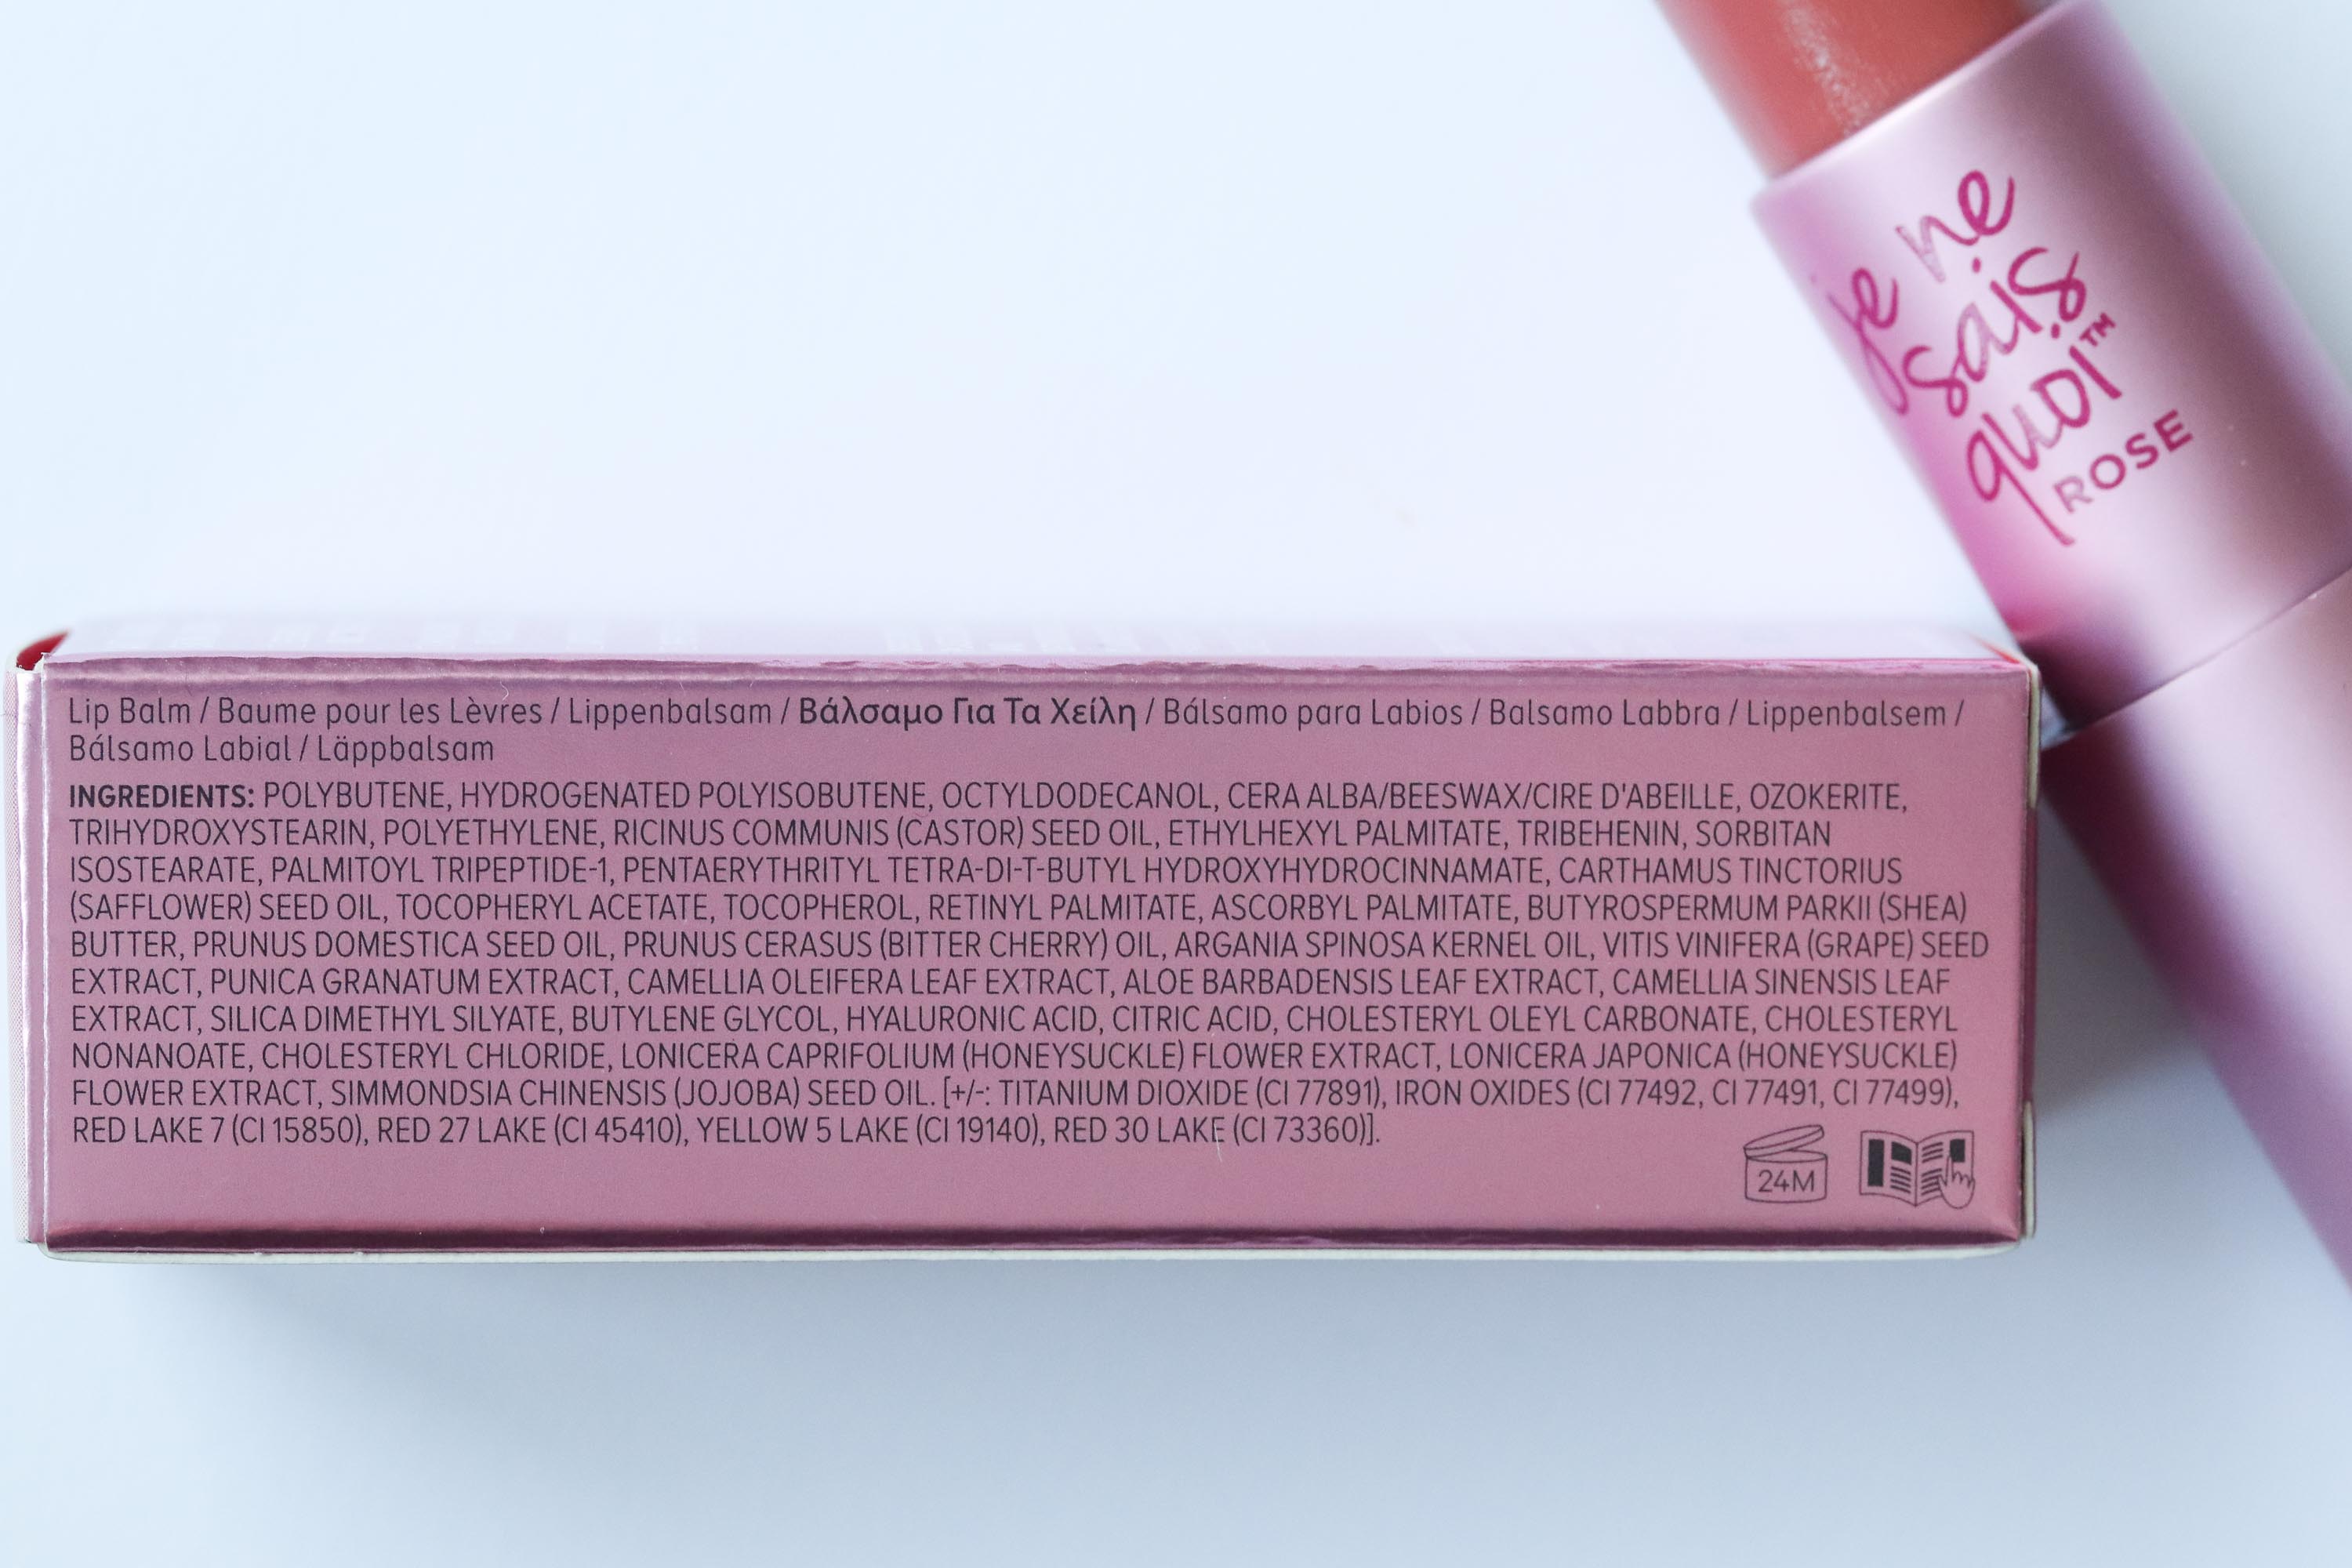 je ne
sais
quoi™
ROSE
Lip Balm / Baume pour les Lèvres / Lippenbalsam / Βάλσαμο Για Τα Χείλη / Bálsamo para Labios / Balsamo Labbra / Lippenbalsem /
Bálsamo Labial / Läppbalsam
INGREDIENTS: POLYBUTENE, HYDROGENATED POLYISOBUTENE, OCTYLDODECANOL, CERA ALBA/BEESWAX/CIRE D'ABEILLE, OZOKERITE,
TRIHYDROXYSTEARIN, POLYETHYLENE, RICINUS COMMUNIS (CASTOR) SEED OIL, ETHYLHEXYL PALMITATE, TRIBEHENIN, SORBITAN
ISOSTEARATE, PALMITOYL TRIPEPTIDE-1, PENTAERYTHRITYL TETRA-DI-T-BUTYL HYDROXYHYDROCINNAMATE, CARTHAMUS TINCTORIUS
(SAFFLOWER) SEED OIL, TOCOPHERYL ACETATE, TOCOPHEROL, RETINYL PALMITATE, ASCORBYL PALMITATE, BUTYROSPERMUM PARKII (SHEA)
BUTTER, PRUNUS DOMESTICA SEED OIL, PRUNUS CERASUS (BITTER CHERRY) OIL, ARGANIA SPINOSA KERNEL OIL, VITIS VINIFERA (GRAPE) SEED
EXTRACT, PUNICA GRANATUM EXTRACT, CAMELLIA OLEIFERA LEAF EXTRACT, ALOE BARBADENSIS LEAF EXTRACT, CAMELLIA SINENSIS LEAF
EXTRACT, SILICA DIMETHYL SILYATE, BUTYLENE GLYCOL, HYALURONIC ACID, CITRIC ACID, CHOLESTERYL OLEYL CARBONATE, CHOLESTERYL
NONANOATE, CHOLESTERYL CHLORIDE, LONICERA CAPRIFOLIUM (HONEYSUCKLE) FLOWER EXTRACT, LONICERA JAPONICA (HONEYSUCKLE)
FLOWER EXTRACT, SIMMONDSIA CHINENSIS (JOJOBA) SEED OIL. [+/-: TITANIUM DIOXIDE (CI 77891), IRON OXIDES (CI 77492, CI 77491, CI 77499),
RED LAKE 7 (CI 15850), RED 27 LAKE (CI 45410), YELLOW 5 LAKE (CI 19140), RED 30 LAKE (CI 73360)].
24M